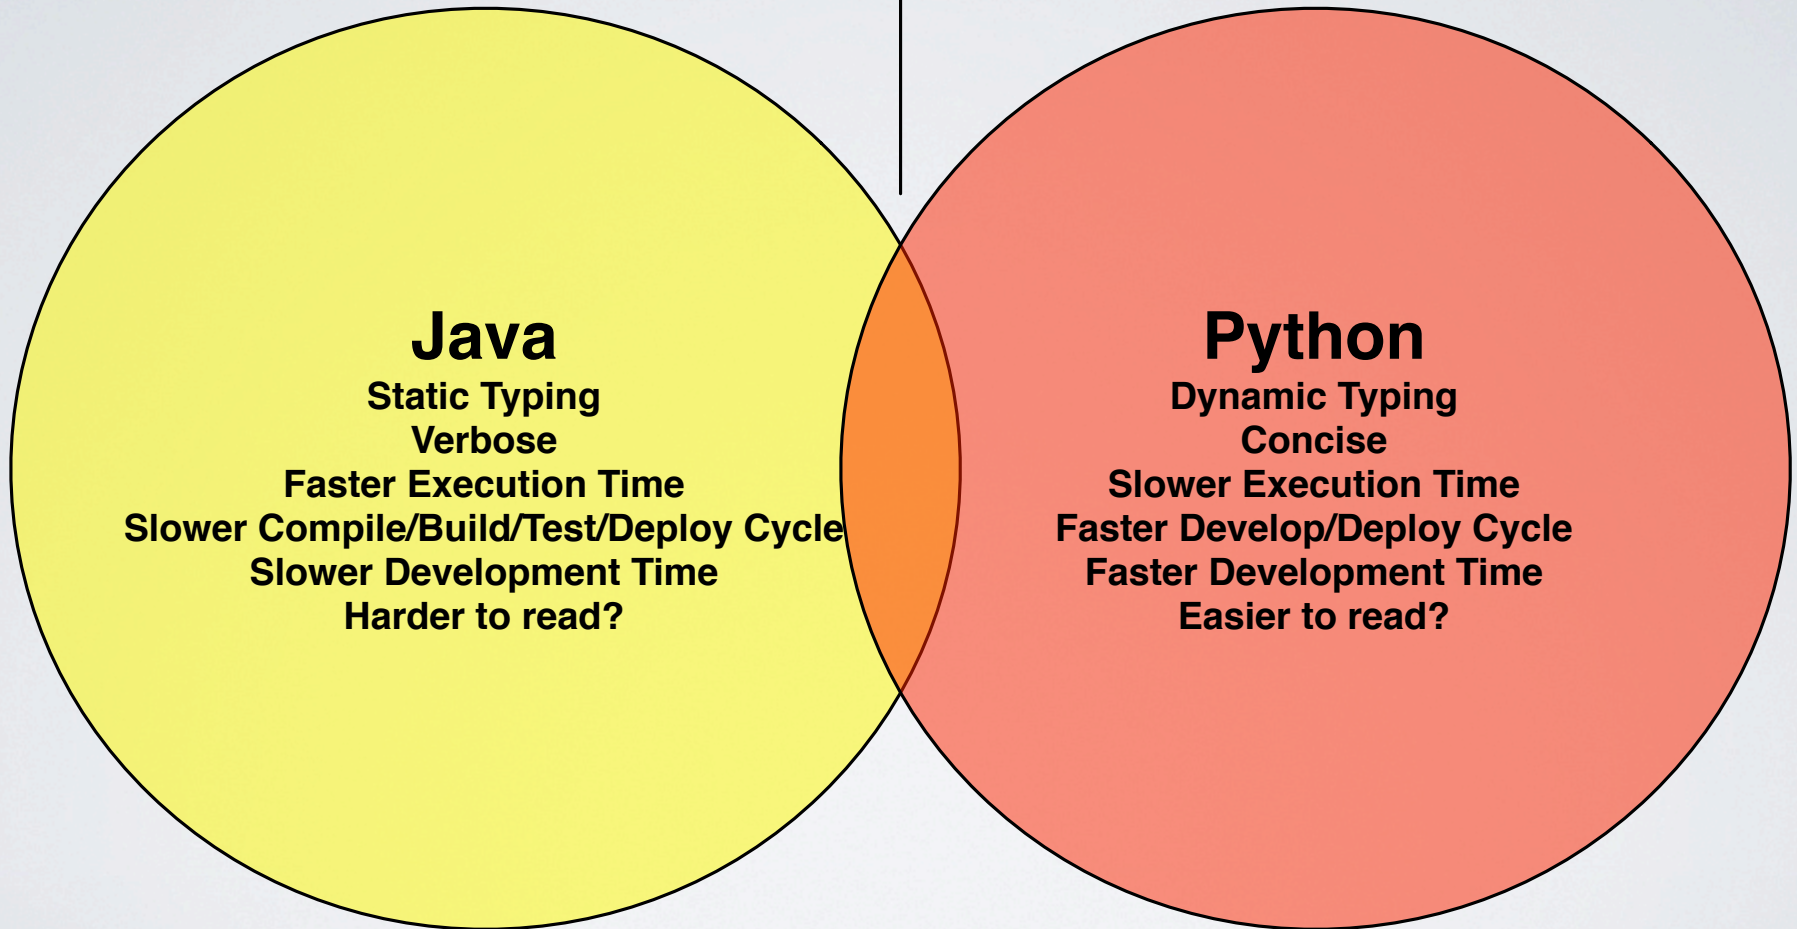 Java
Static Typing
Verbose
Faster Execution Time
Slower Compile/Build/Test/Deploy Cycle
Slower Development Time
Harder to read?
Python
Dynamic Typing
Concise
Slower Execution Time
Faster Develop/Deploy Cycle
Faster Development Time
Easier to read?